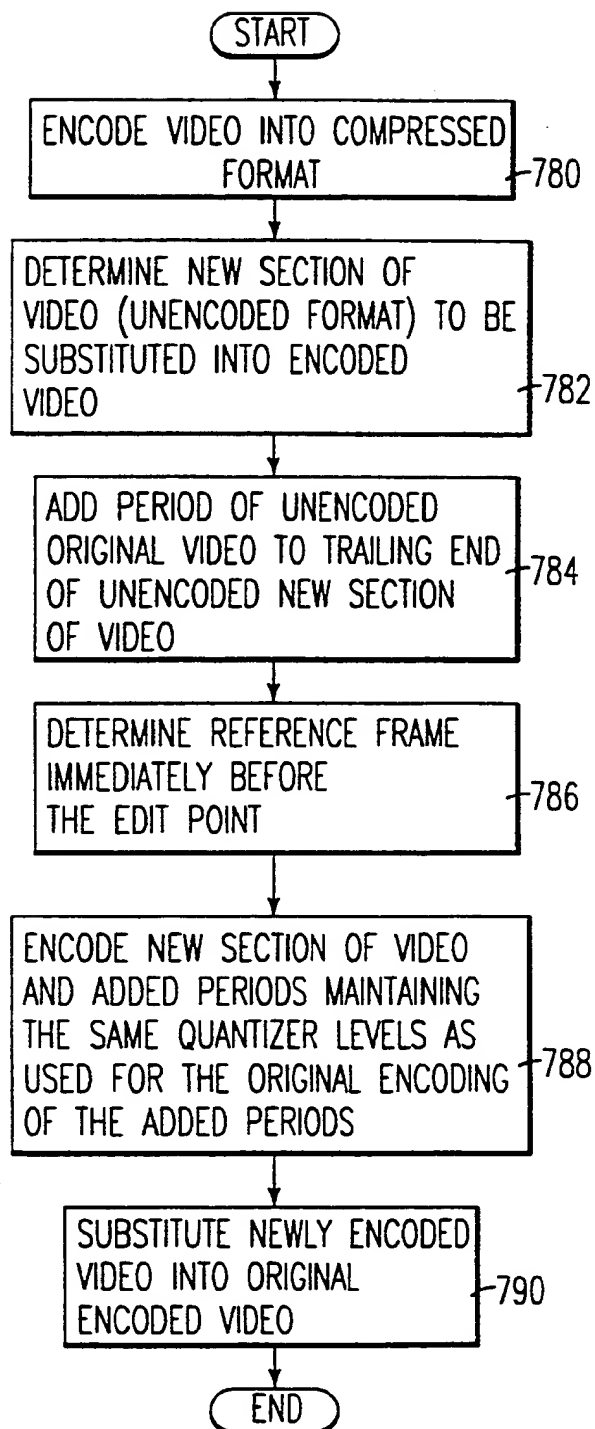 START
ENCODE VIDEO INTO COMPRESSED
FORMAT
780
DETERMINE NEW SECTION OF
VIDEO (UNENCODED FORMAT) TO BE
SUBSTITUTED INTO ENCODED
VIDEO
782
ADD PERIOD OF UNENCODED
ORIGINAL VIDEO TO TRAILING END
OF UNENCODED NEW SECTION
OF VIDEO
784
DETERMINE REFERENCE FRAME
IMMEDIATELY BEFORE
THE EDIT POINT
786
ENCODE NEW SECTION OF VIDEO
AND ADDED PERIODS MAINTAINING
THE SAME QUANTIZER LEVELS AS
USED FOR THE ORIGINAL ENCODING
OF THE ADDED PERIODS
788
SUBSTITUTE NEWLY ENCODED
VIDEO INTO ORIGINAL
ENCODED VIDEO
790
END